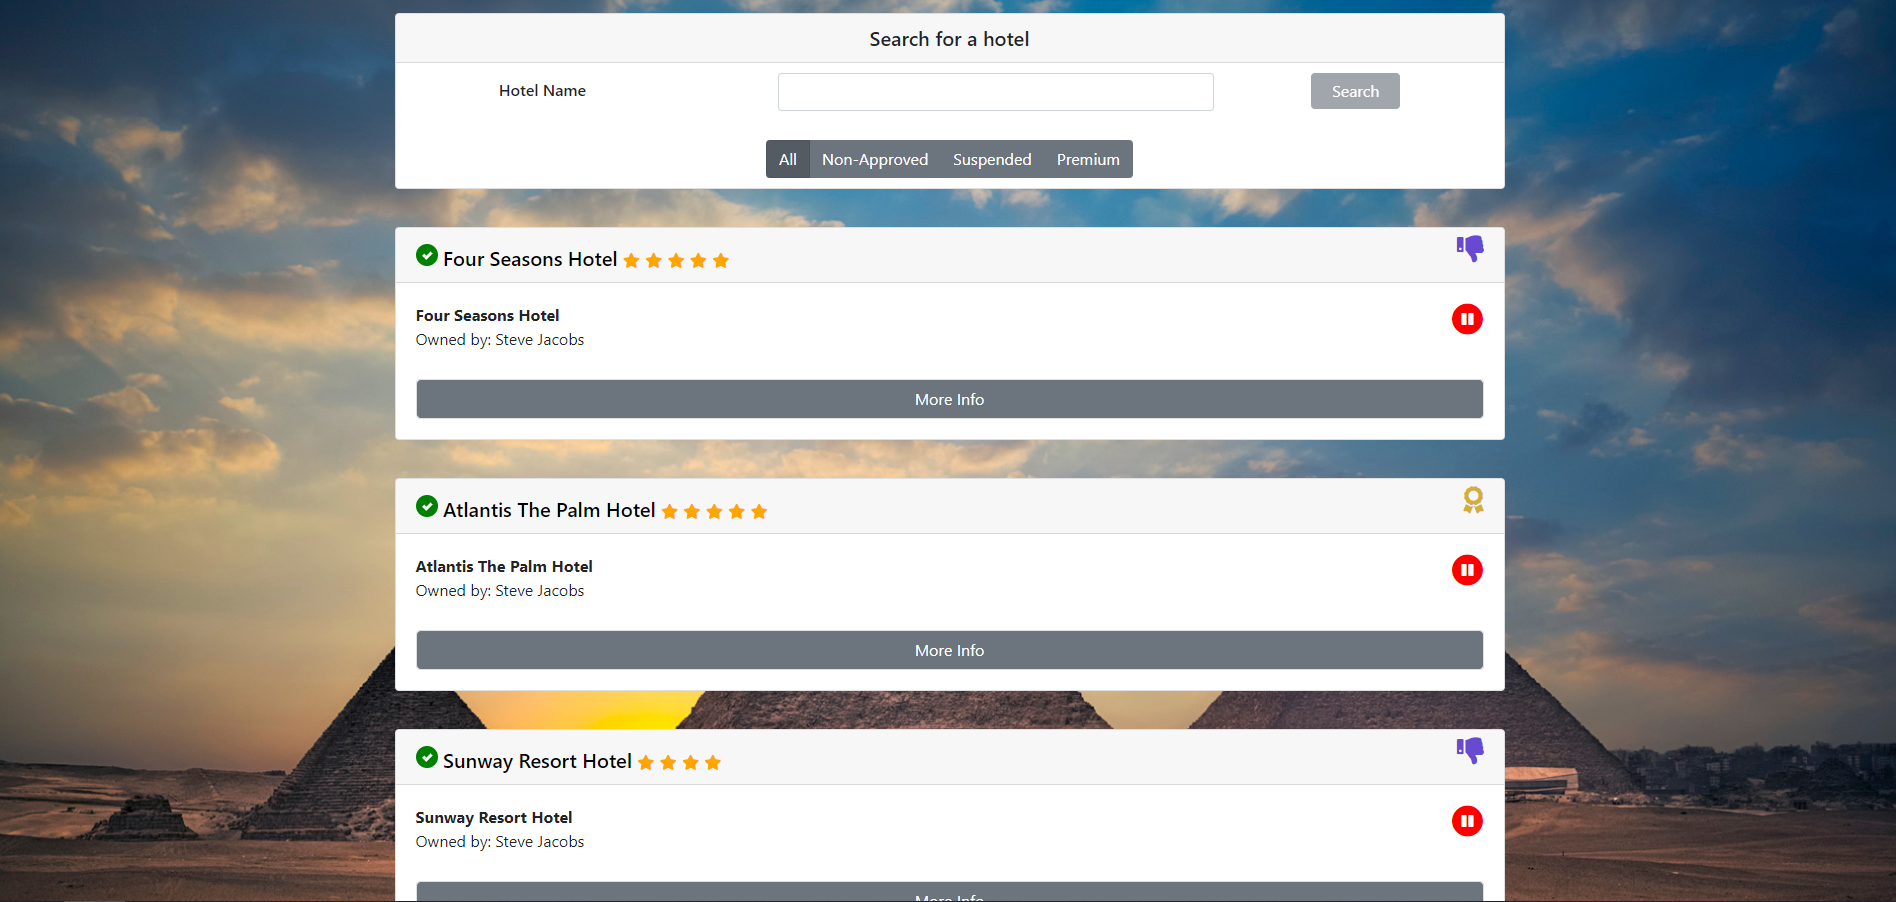 Search for a hotel
Hotel Name
Search
All Non-Approved Suspended Premium
Four Seasons Hotel
Four Seasons Hotel
Owned by: Steve Jacobs
More Info
Atlantis The Palm Hotel
Atlantis The Palm Hotel
Owned by: Steve Jacobs
More Info
Sunway Resort Hotel
Sunway Resort Hotel
Owned by: Steve Jacobs
More Info